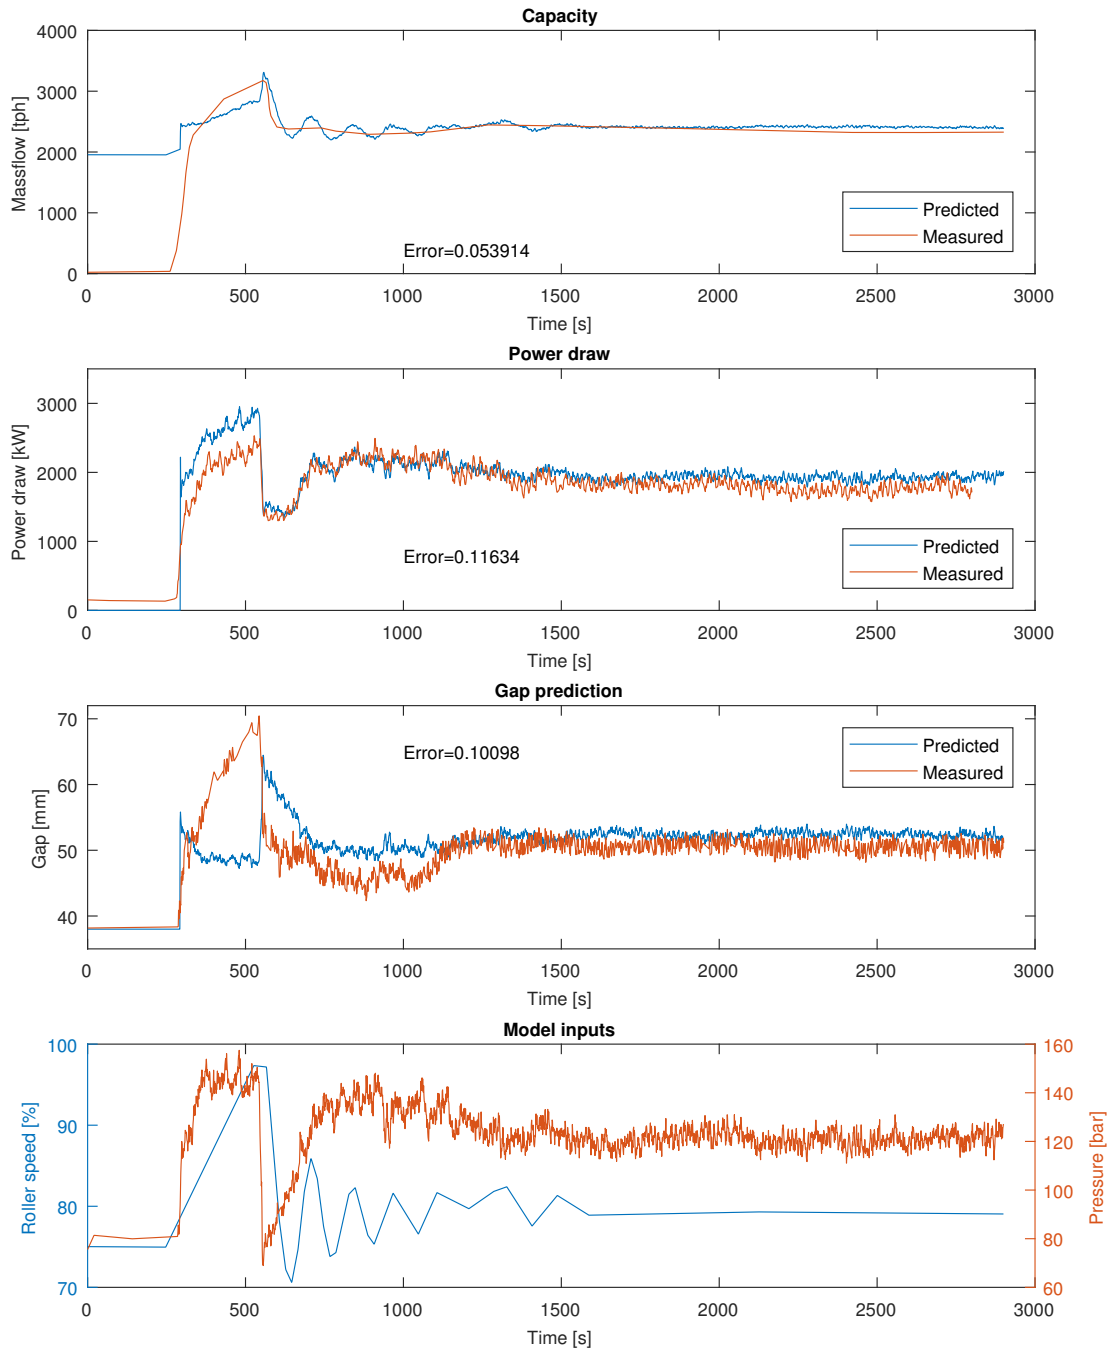 Capacity
4000
3000
2000
1000
0
Massflow [tph]
Predicted
Measured
Error=0.053914
0 500 1000 1500 2000 2500 3000
Time [s]
Power draw
3000
2000
1000
0
Power draw [kW]
Predicted
Measured
Error=0.11634
0 500 1000 1500 2000 2500 3000
Time [s]
Gap prediction
70
60
50
40
Gap [mm]
Error=0.10098
Predicted
Measured
0 500 1000 1500 2000 2500 3000
Time [s]
Model inputs
100
90
80
70
Roller speed [%]
160
140
120
100
80
60
Pressure [bar]
0 500 1000 1500 2000 2500 3000
Time [s]